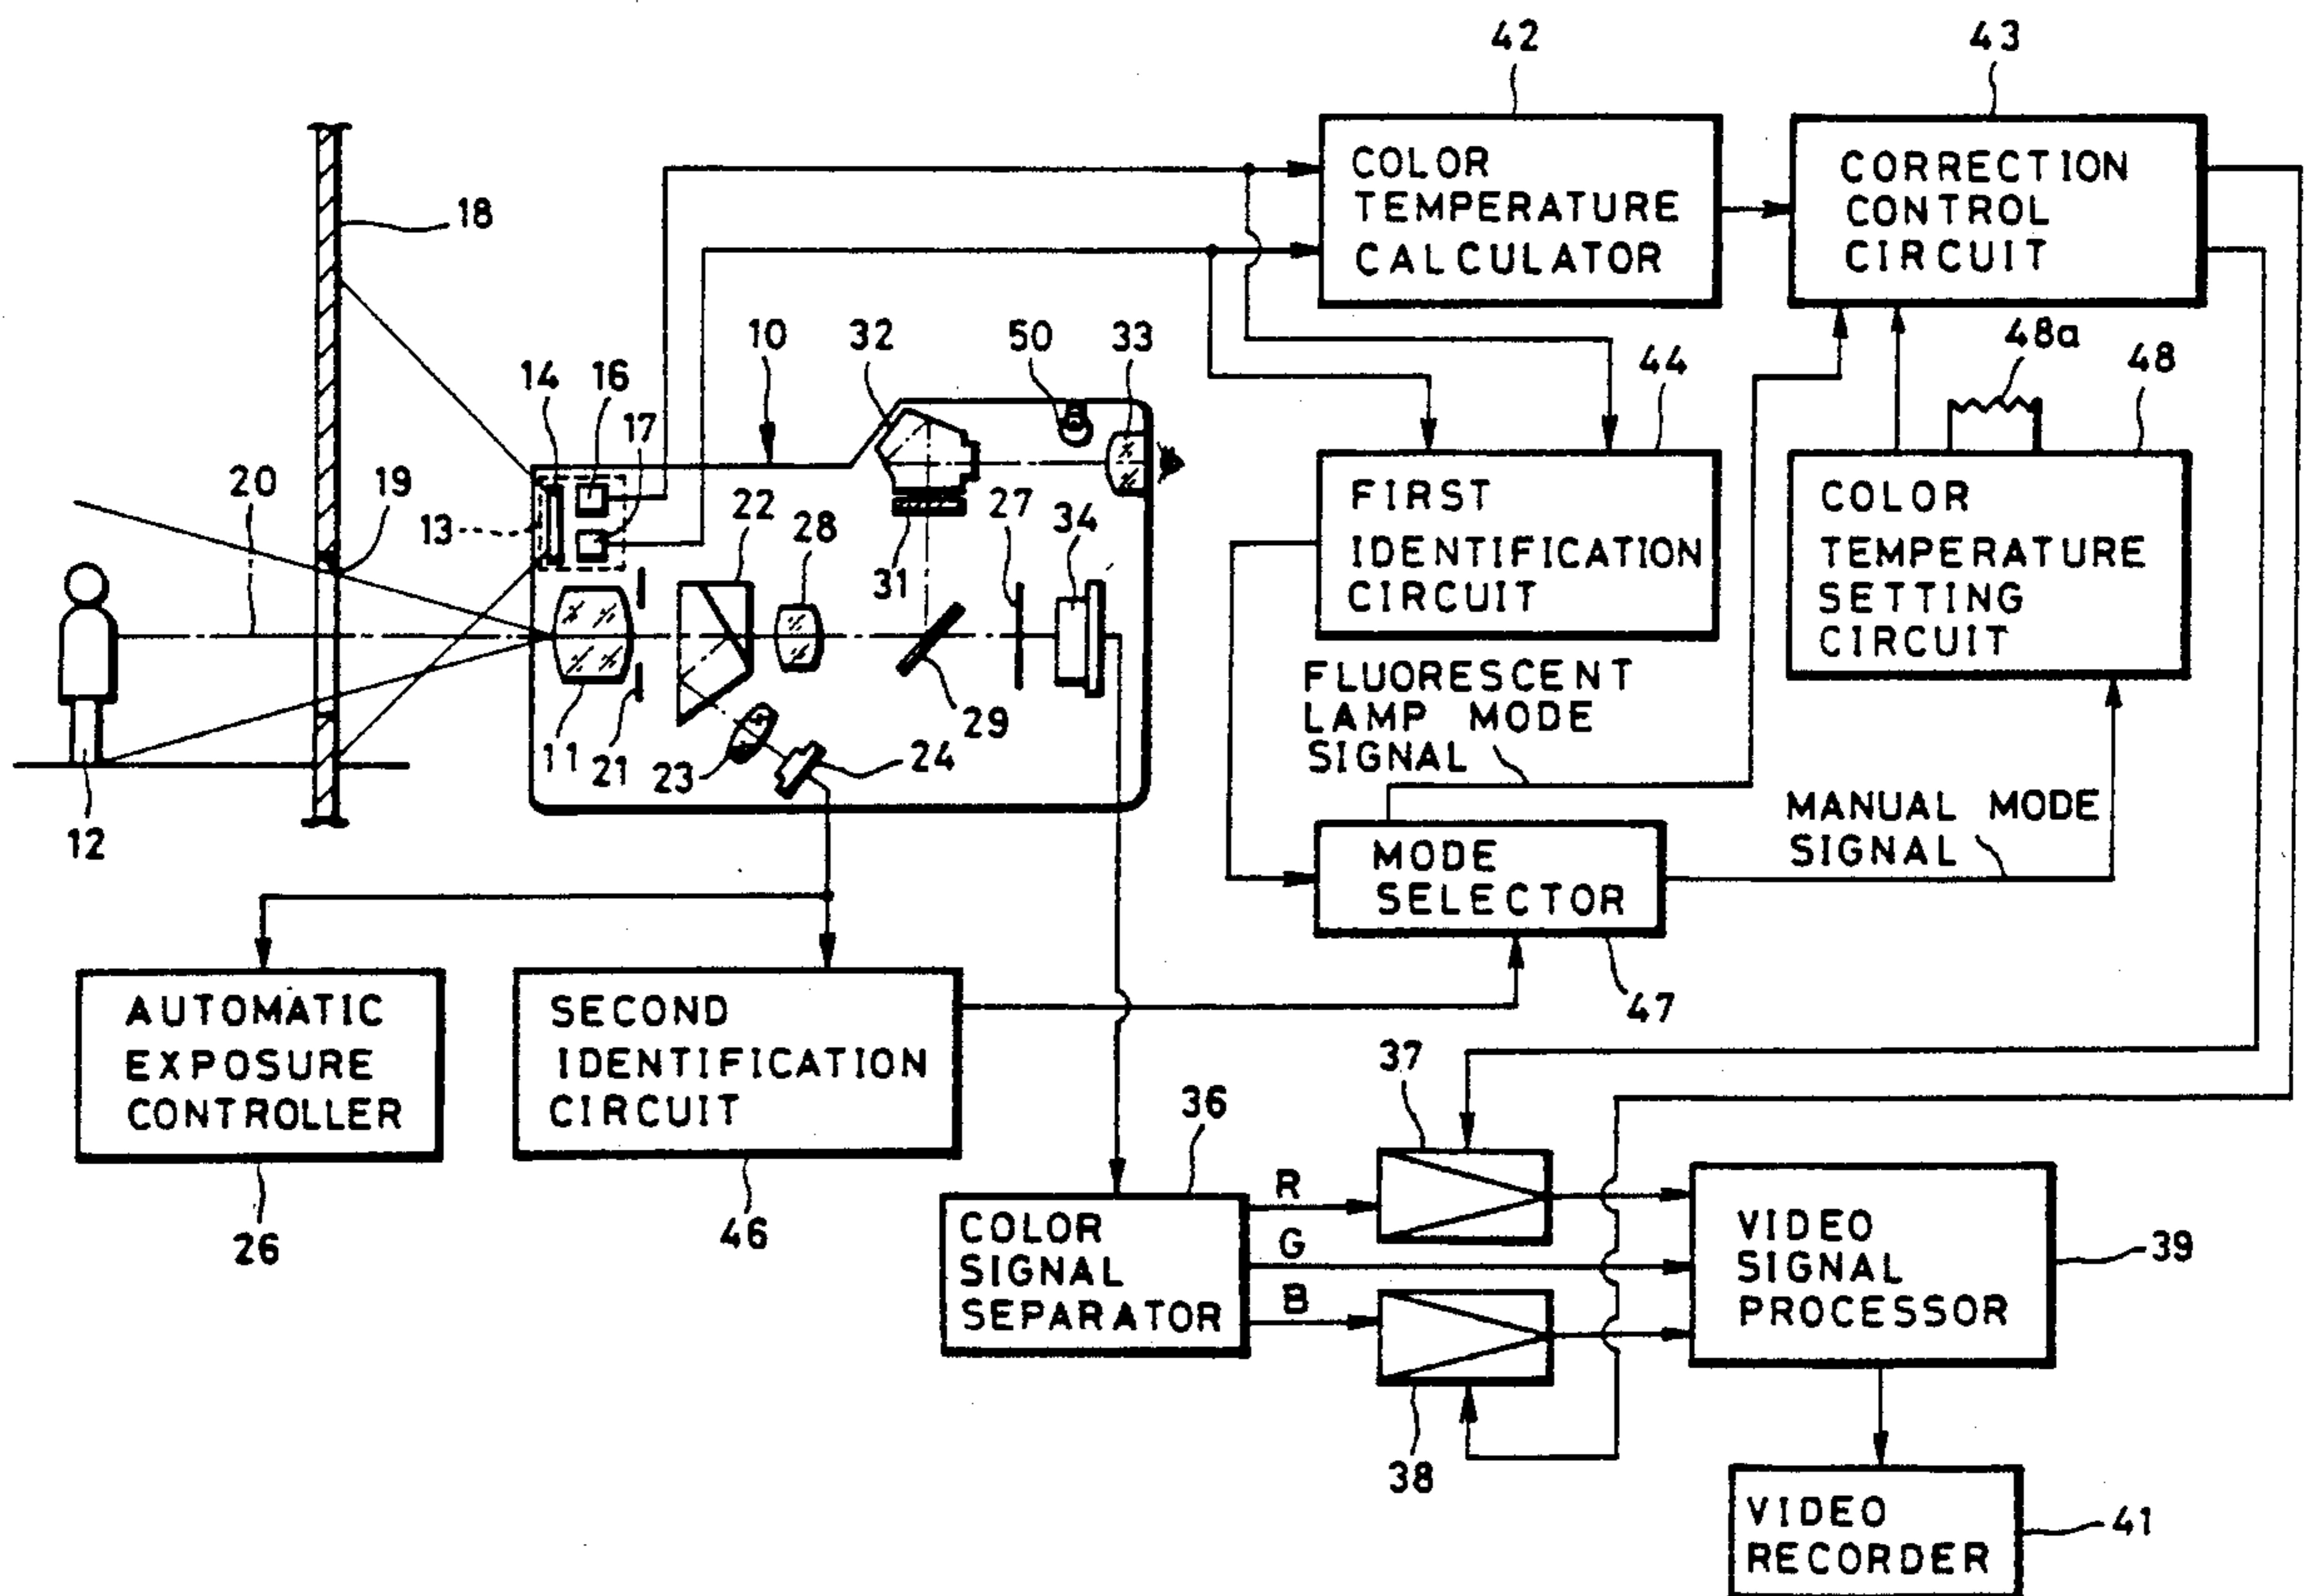 42
43
COLOR
TEMPERATURE
CALCULATOR
CORRECTION
CONTROL
CIRCUIT
18
10
32
50
33
44
48a
48
14
16
17
20
19
13
22
28
31
27
34
FIRST
IDENTIFICATION
CIRCUIT
COLOR
TEMPERATURE
SETTING
CIRCUIT
FLUORESCENT
LAMP MODE
SIGNAL
11
21
23
24
29
12
MANUAL MODE
SIGNAL
MODE
SELECTOR
47
AUTOMATIC
EXPOSURE
CONTROLLER
SECOND
IDENTIFICATION
CIRCUIT
26
46
36
37
R
G
B
COLOR
SIGNAL
SEPARATOR
VIDEO
SIGNAL
PROCESSOR
39
38
VIDEO
RECORDER
41